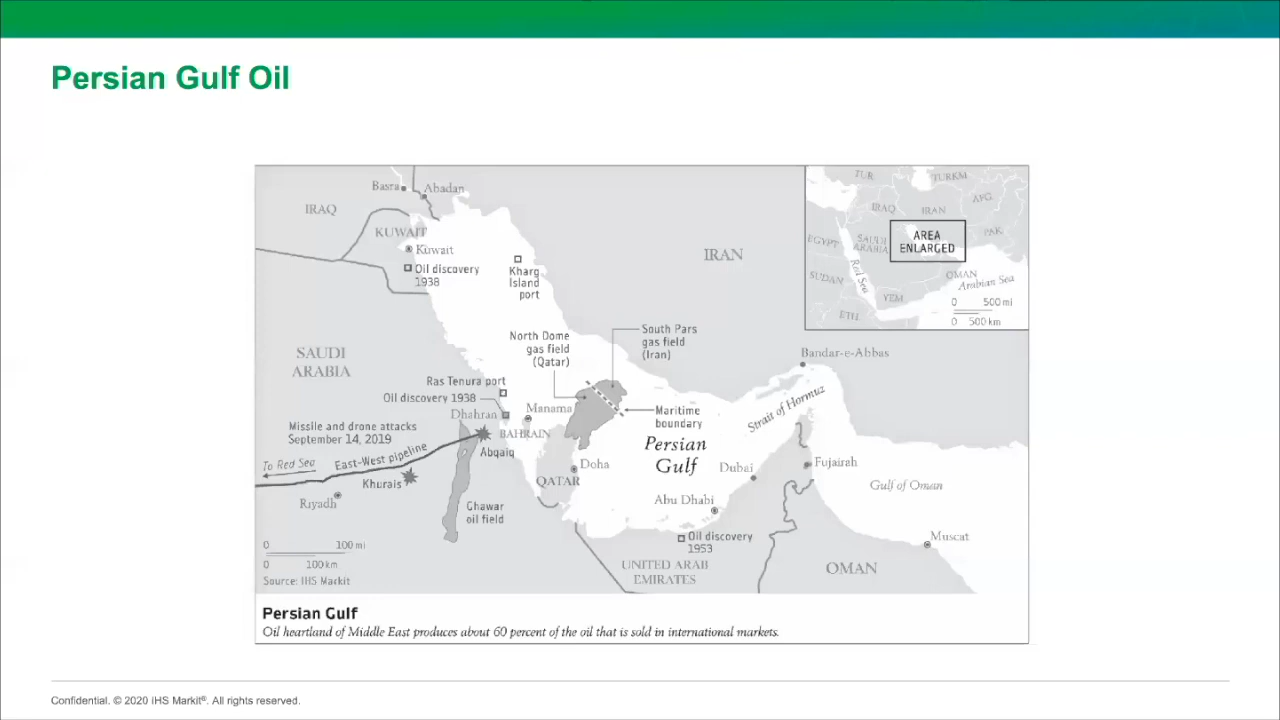 Persian Gulf Oil
Basra
Abadan
IRAQ
KUWAIT
Kuwait
Oil discovery
1938
Kharg
Island
port
IRAN
North Dome
gas field
(Qatar)
South Pars
gas field
(Iran)
SAUDI
ARABIA
Ras Tenura port
Oil discovery 1938
Dhahran
Manama
BAHRAIN
Maritime
boundary
Missile and drone attacks
September 14, 2019
Abqaiq
To Red Sea
East-West pipeline
Khurais
Riyadh
Ghawar
oil field
Doha
QATAR
Persian
Gulf
Dubai
Abu Dhabi
Oil discovery
1953
UNITED ARAB
EMIRATES
Bandar-e-Abbas
Strait of Hormuz
Fujairah
Gulf of Oman
Muscat
OMAN
0 100 mi
0 100 km
Source: IHS Markit
TUR
TURKM
IRAQ
IRAN
AFG
PAK
EGYPT
SAUDI
ARABIA
AREA
ENLARGED
Red Sea
SUDAN
OMAN
Arabian Sea
YEM
ETH
0 500 mi
0 500 km
Persian Gulf
Oil heartland of Middle East produces about 60 percent of the oil that is sold in international markets.
Confidential. © 2020 IHS Markit®. All rights reserved.